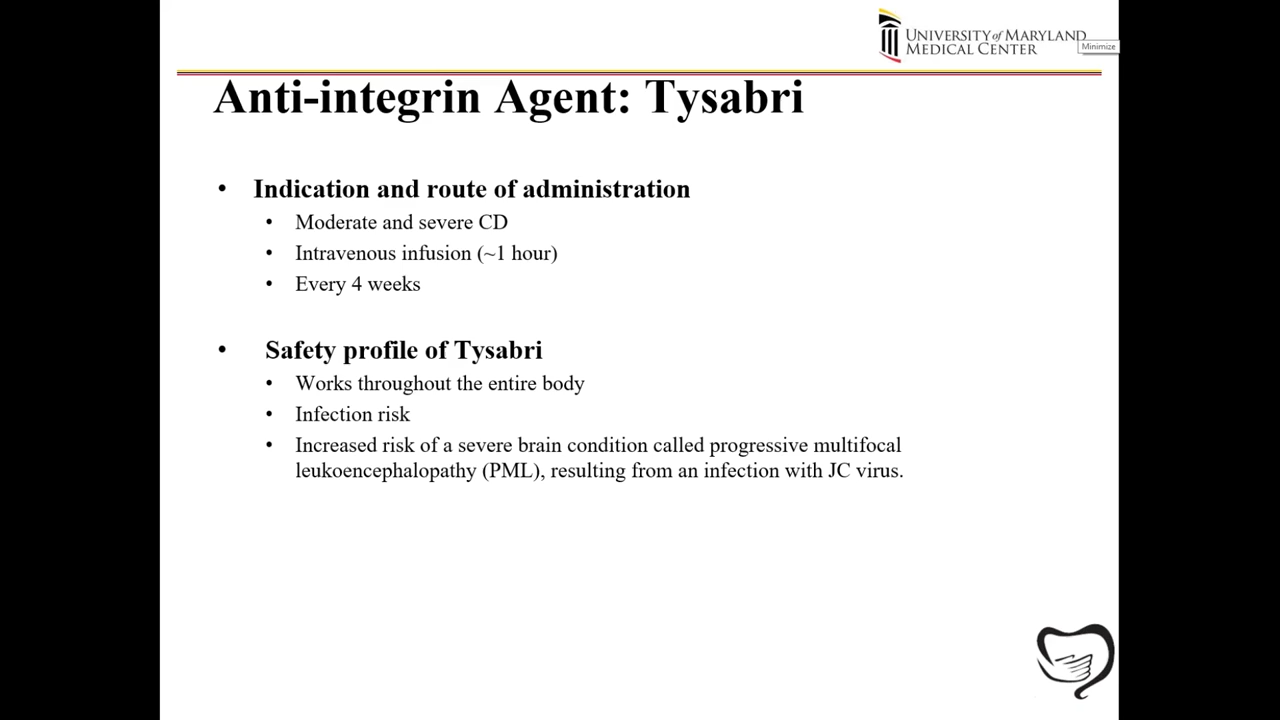 UNIVERSITY of MARYLAND
MEDICAL CENTER
Minimize
Anti-integrin Agent: Tysabri
• Indication and route of administration
• Moderate and severe CD
• Intravenous infusion (~1 hour)
• Every 4 weeks
• Safety profile of Tysabri
• Works throughout the entire body
• Infection risk
• Increased risk of a severe brain condition called progressive multifocal
leukoencephalopathy (PML), resulting from an infection with JC virus.